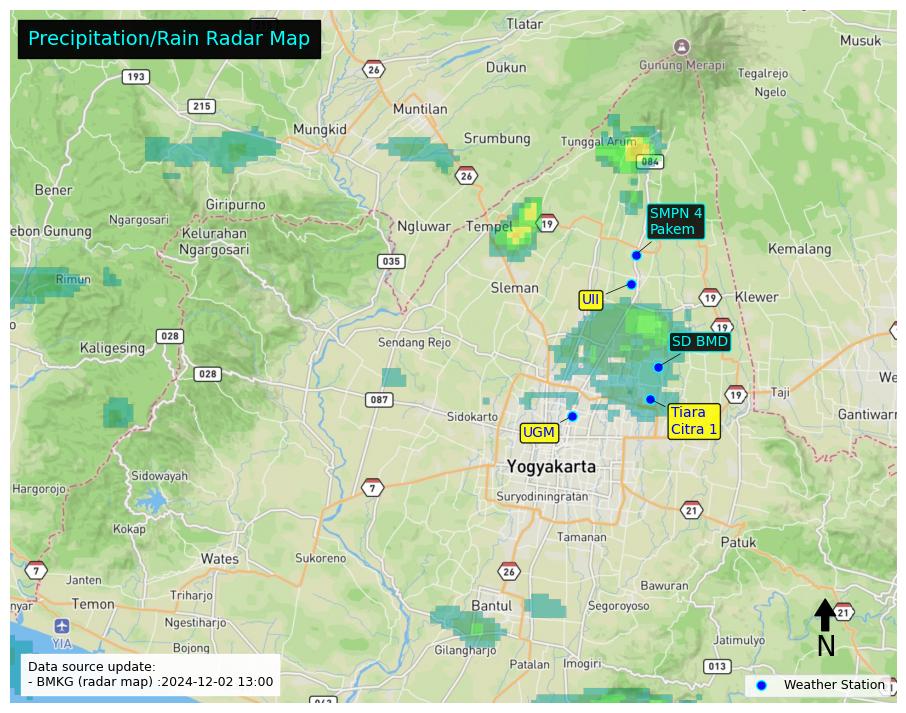 Precipitation/Rain Radar Map
Tlatar
Musuk
26
Dukun
Gunung Merapi
Tegalrejo
193
Ngelo
215
Muntilan
Mungkid
Srumbung
Tunggal Arum
084
26
Bener
Giripurno
Ngargosari
SMPN 4
Pakem
ebon Gunung
Kelurahan
Ngargosari
Ngluwar
Tempel
19
Kemalang
035
Rimun
Sleman
UII
19
Klewer
028
19
Kaligesing
Sendang Rejo
SD BMD
028
We
087
19
Taji
Sidokarto
Tiara
Citra 1
Gantiwarn
UGM
Yogyakarta
Sidowayah
Hargorojo
7
Suryodiningratan
21
Kokap
Tamanan
Patuk
Wates
Sukoreno
7
26
Janten
Bawuran
nyar
Temon
Triharjo
Bantul
Segoroyoso
21
Ngestiharjo
YIA
Bojong
Gilangharjo
Jatimulyo
N
Patalan
Imogiri
013
Data source update:
- BMKG (radar map) :2024-12-02 13:00
Weather Station